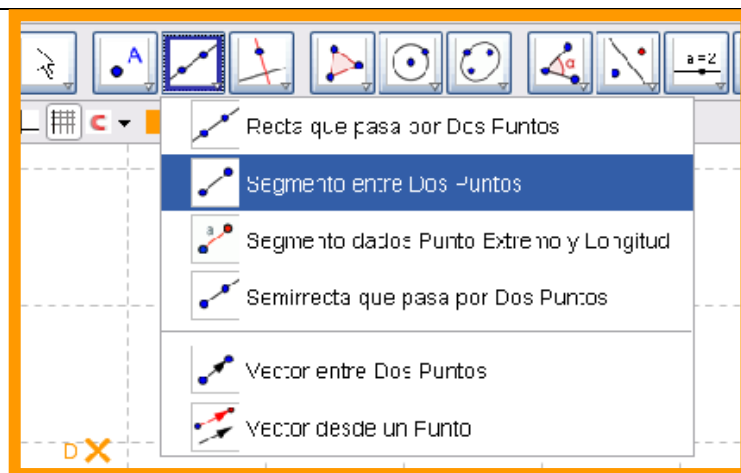 A
α
a=2
Recta que pasa por Dos Puntos
Segmento entre Dos Puntos
a
Segmento dados Punto Extremo y Longitud
Semirrecta que pasa por Dos Puntos
Vector entre Dos Puntos
Vector desde un Punto
D